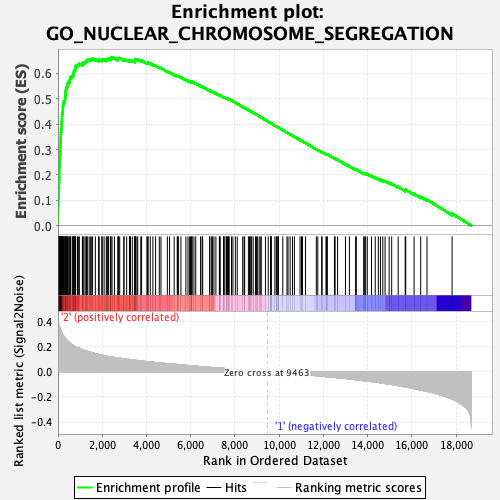 Enrichment plot:
GO_NUCLEAR_CHROMOSOME_SEGREGATION
Enrichment score (ES)
0.6
0.5
0.4
0.3
0.2
0.1
0.0
Ranked list metric (Signal2Noise)
0.4
0.2
0.0
-0.2
-0.4
'2' (positively correlated)
Zero cross at 9463
'1' (negatively correlated)
0 2,000 4,000 6,000 8,000 10,000 12,000 14,000 16,000 18,000
Rank in Ordered Dataset
Enrichment profile Hits Ranking metric scores